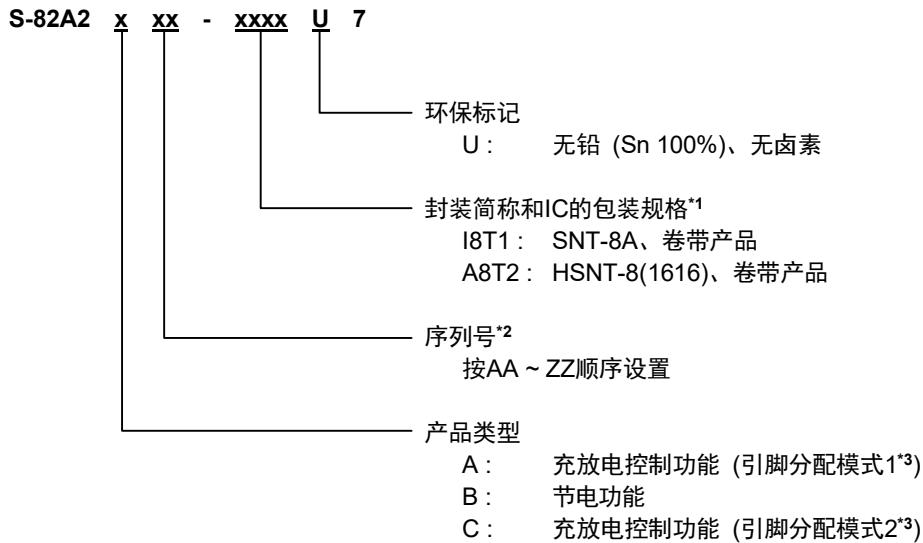 S-82A2 x xx - xxxx U 7
环保标记
U : 无铅 (Sn 100%)、无卤素
封装简称和IC的包装规格*1
I8T1 : SNT-8A、卷带产品
A8T2 : HSNT-8(1616)、卷带产品
序列号*2
按AA ~ ZZ顺序设置
产品类型
A : 充放电控制功能 (引脚分配模式1*3)
B : 节电功能
C : 充放电控制功能 (引脚分配模式2*3)